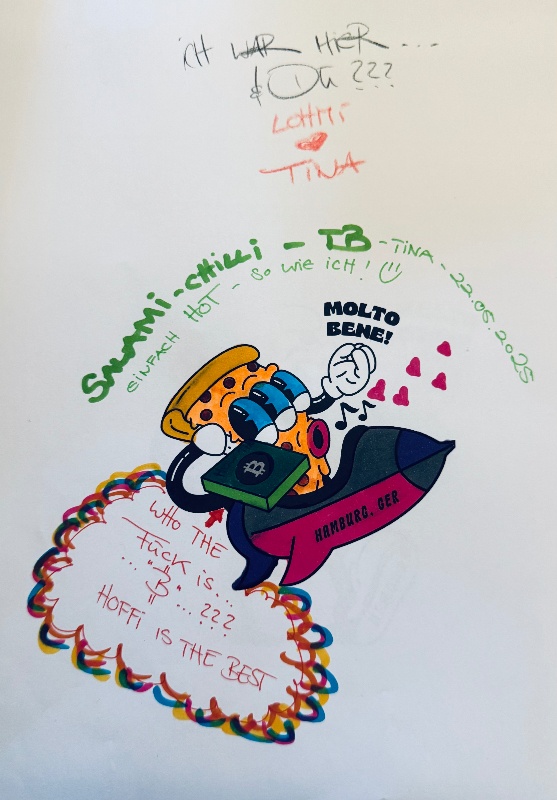 iCH WAR HiER ...
& DU ???
LOHMi
TiNA
SALAMi-CHiLLi - TB - TiNA - 22.05.2025
EiNFACH HOT - SO WiE iCH!
MOLTO
BENE!
HAMBURG, GER
WHO THE
FUCK iS...
... "B" ...???
HOFFi iS THE BEST